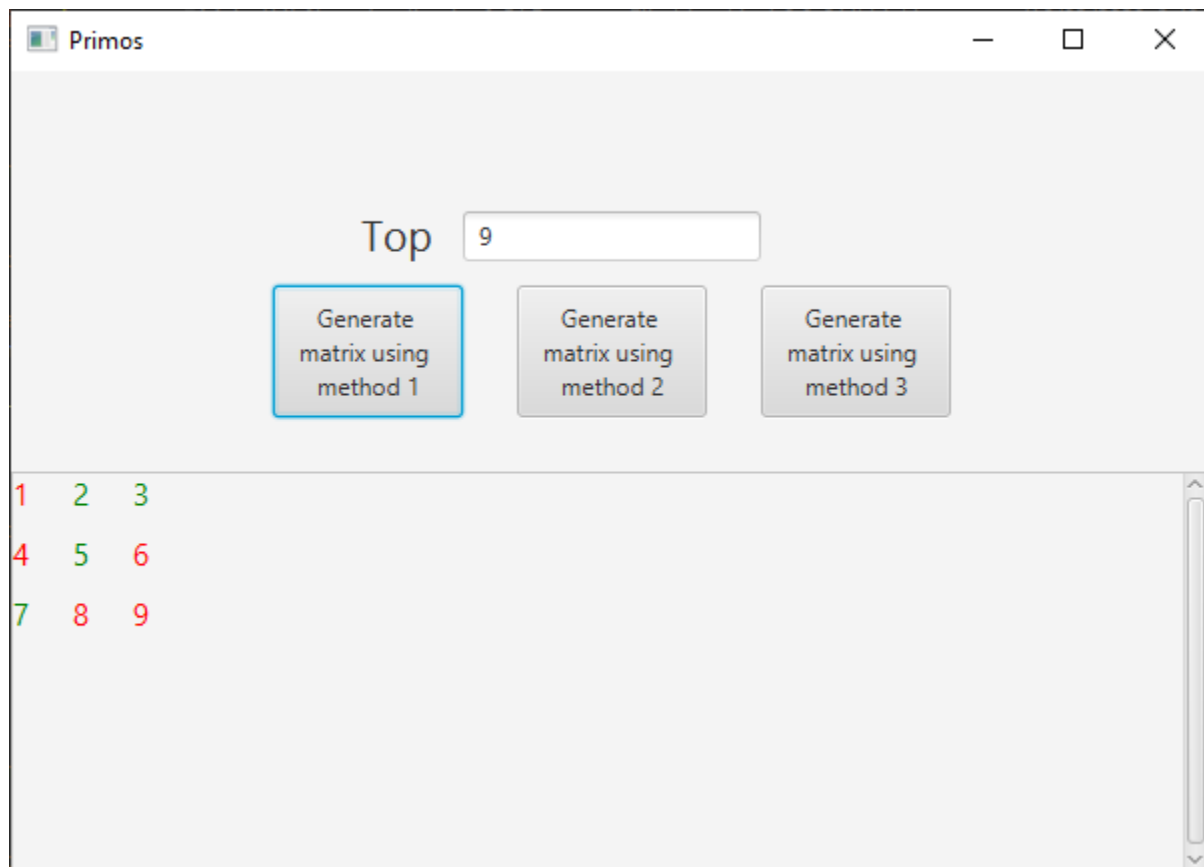 Primos
Top 9
Generate matrix using method 1
Generate matrix using method 2
Generate matrix using method 3
1 2 3
4 5 6
7 8 9